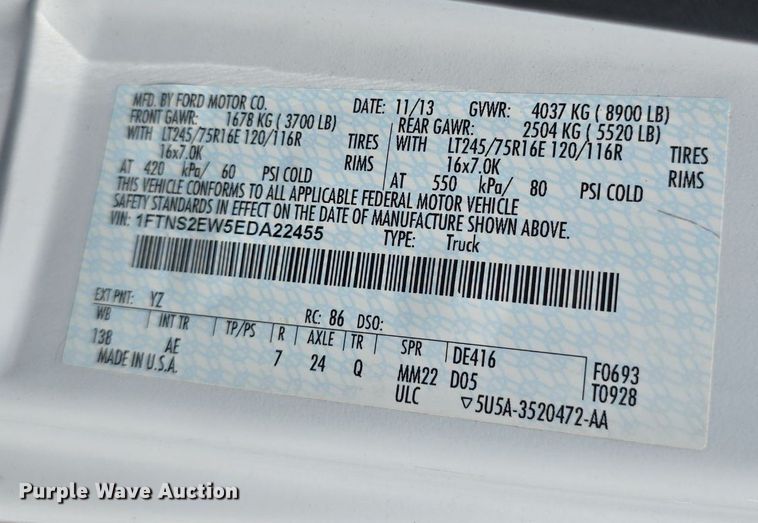 MFD. BY FORD MOTOR CO. DATE: 11/13 GVWR: 4037 KG ( 8900 LB)
FRONT GAWR: 1678 KG ( 3700 LB) REAR GAWR: 2504 KG ( 5520 LB)
WITH LT245/75R16E 120/116R TIRES WITH LT245/75R16E 120/116R TIRES
16x7.0K RIMS 16x7.0K RIMS
AT 420 kPa/ 60 PSI COLD AT 550 kPa/ 80 PSI COLD
THIS VEHICLE CONFORMS TO ALL APPLICABLE FEDERAL MOTOR VEHICLE
SAFETY STANDARDS IN EFFECT ON THE DATE OF MANUFACTURE SHOWN ABOVE.
VIN: 1FTNS2EW5EDA22455 TYPE: Truck
EXT PNT: YZ RC: 86 DSO:
WB INT TR TP/PS R AXLE TR SPR DE416 F0693
138 AE 7 24 Q MM22 D05 T0928
MADE IN U.S.A. ULC ▽5U5A-3520472-AA
Purple Wave Auction